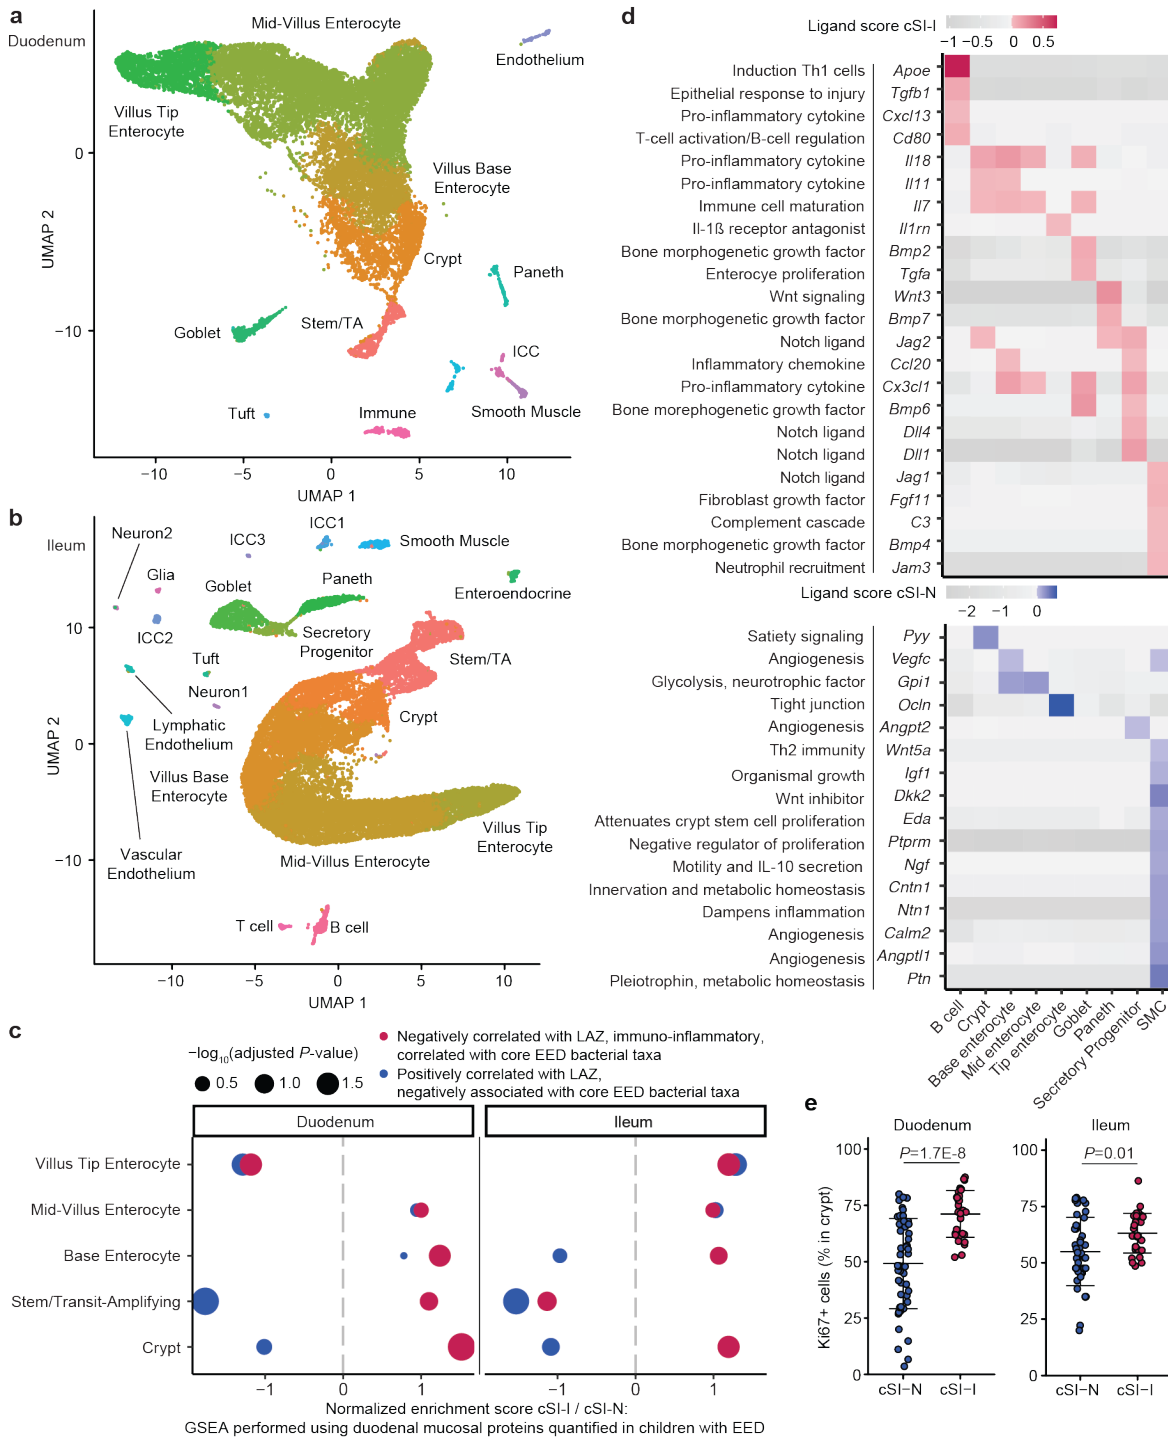 a
Duodenum
Mid-Villus Enterocyte
Endothelium
Villus Tip
Enterocyte
Villus Base
Enterocyte
Crypt
Paneth
Goblet
Stem/TA
ICC
Tuft
Immune
Smooth Muscle
UMAP 2
0
−10
−10
−5
0
5
10
UMAP 1
b
Ileum
Neuron2
ICC1
ICC3
Smooth Muscle
Glia
Goblet
Paneth
Enteroendocrine
ICC2
Secretory
Progenitor
Tuft
Neuron1
Stem/TA
Lymphatic
Endothelium
Crypt
Villus Base
Enterocyte
Villus Tip
Enterocyte
Mid-Villus Enterocyte
Vascular
Endothelium
T cell
B cell
UMAP 2
10
0
−10
−10
−5
0
5
10
UMAP 1
c
−log10(adjusted P-value)
0.5
1.0
1.5
Negatively correlated with LAZ, immuno-inflammatory,
correlated with core EED bacterial taxa
Positively correlated with LAZ,
negatively associated with core EED bacterial taxa
Duodenum
Ileum
Villus Tip Enterocyte
Mid-Villus Enterocyte
Base Enterocyte
Stem/Transit-Amplifying
Crypt
−1
0
1
−1
0
1
Normalized enrichment score cSI-I / cSI-N:
GSEA performed using duodenal mucosal proteins quantified in children with EED
d
Ligand score cSI-I
−1 −0.5 0 0.5
Induction Th1 cells Apoe
Epithelial response to injury Tgfb1
Pro-inflammatory cytokine Cxcl13
T-cell activation/B-cell regulation Cd80
Pro-inflammatory cytokine Il18
Pro-inflammatory cytokine Il11
Immune cell maturation Il7
Il-1ß receptor antagonist Il1rn
Bone morphogenetic growth factor Bmp2
Enterocye proliferation Tgfa
Wnt signaling Wnt3
Bone morphogenetic growth factor Bmp7
Notch ligand Jag2
Inflammatory chemokine Ccl20
Pro-inflammatory cytokine Cx3cl1
Bone morephogenetic growth factor Bmp6
Notch ligand Dll4
Notch ligand Dll1
Notch ligand Jag1
Fibroblast growth factor Fgf11
Complement cascade C3
Bone morphogenetic growth factor Bmp4
Neutrophil recruitment Jam3
Ligand score cSI-N
−2 −1 0
Satiety signaling Pyy
Angiogenesis Vegfc
Glycolysis, neurotrophic factor Gpi1
Tight junction Ocln
Angiogenesis Angpt2
Th2 immunity Wnt5a
Organismal growth Igf1
Wnt inhibitor Dkk2
Attenuates crypt stem cell proliferation Eda
Negative regulator of proliferation Ptprm
Motility and IL-10 secretion Ngf
Innervation and metabolic homeostasis Cntn1
Dampens inflammation Ntn1
Angiogenesis Calm2
Angiogenesis Angptl1
Pleiotrophin, metabolic homeostasis Ptn
B cell
Crypt
Base enterocyte
Mid enterocyte
Tip enterocyte
Goblet
Paneth
Secretory Progenitor
SMC
e
Duodenum
Ileum
P=1.7E-8
P=0.01
Ki67+ cells (% in crypt)
100
75
50
25
0
100
75
50
25
0
cSI−N cSI−I
cSI−N cSI−I